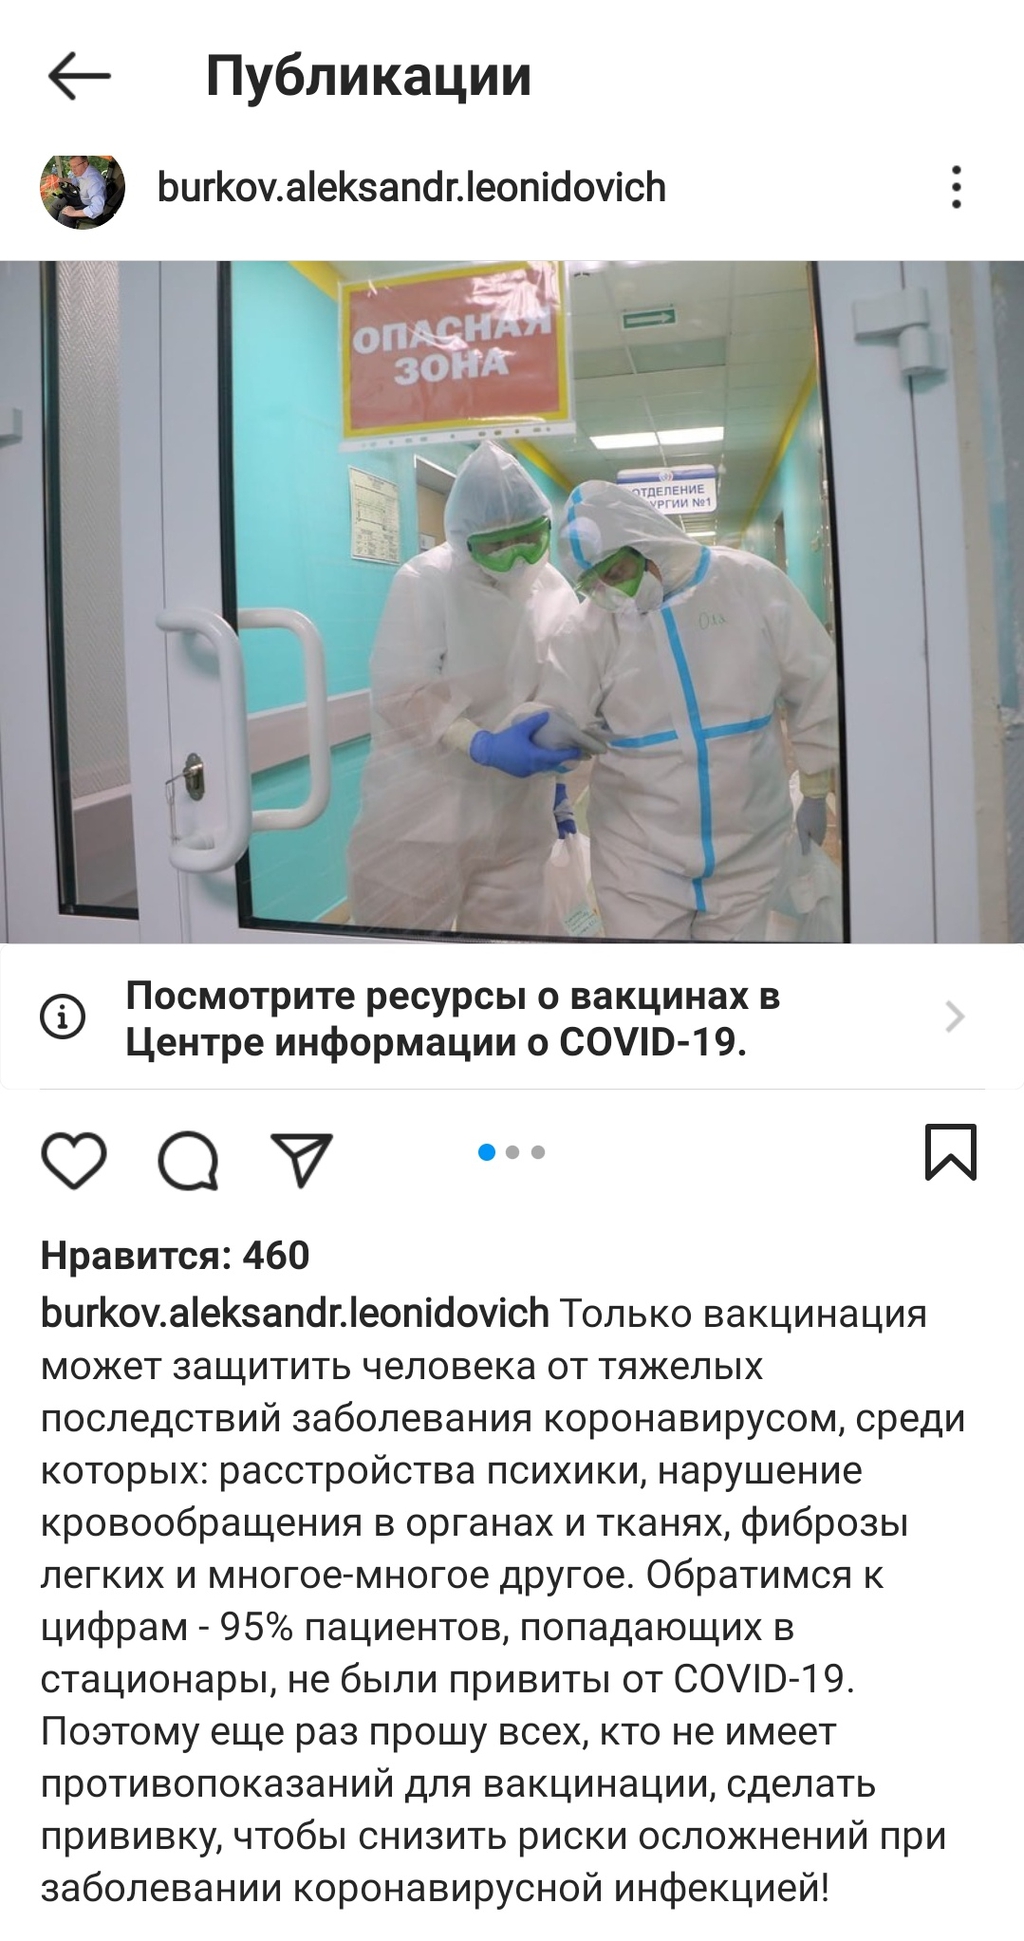 Публикации
burkov.aleksandr.leonidovich
ОПАСНАЯ
ЗОНА
ОТДЕЛЕНИЕ
УРГИИ №1
Оля
Посмотрите ресурсы о вакцинах в
Центре информации о COVID-19.
Нравится: 460
burkov.aleksandr.leonidovich Только вакцинация
может защитить человека от тяжелых
последствий заболевания коронавирусом, среди
которых: расстройства психики, нарушение
кровообращения в органах и тканях, фиброзы
легких и многое-многое другое. Обратимся к
цифрам - 95% пациентов, попадающих в
стационары, не были привиты от COVID-19.
Поэтому еще раз прошу всех, кто не имеет
противопоказаний для вакцинации, сделать
прививку, чтобы снизить риски осложнений при
заболевании коронавирусной инфекцией!